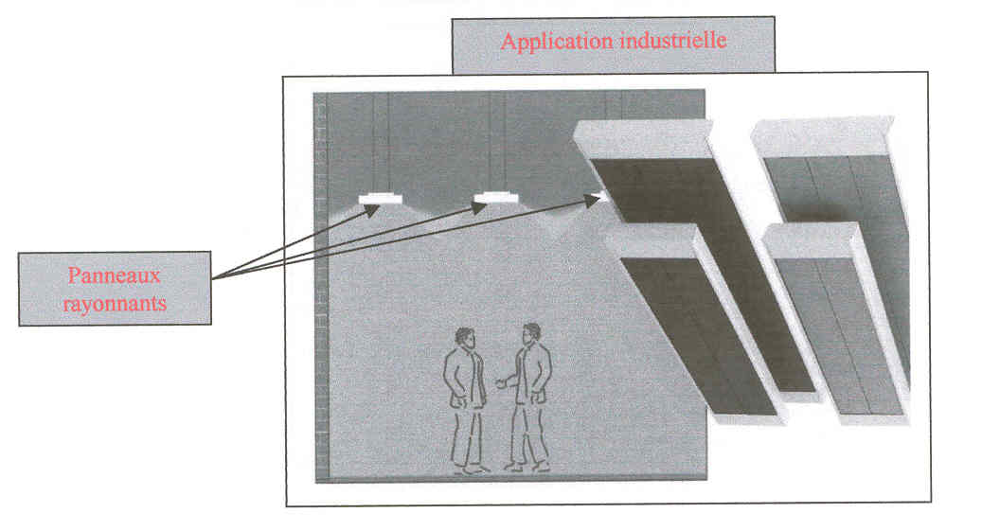 Application industrielle
Panneaux
rayonnants